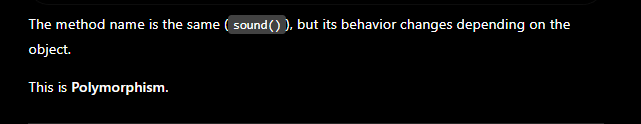 The method name is the same ( sound() ), but its behavior changes depending on the
object.
This is Polymorphism.